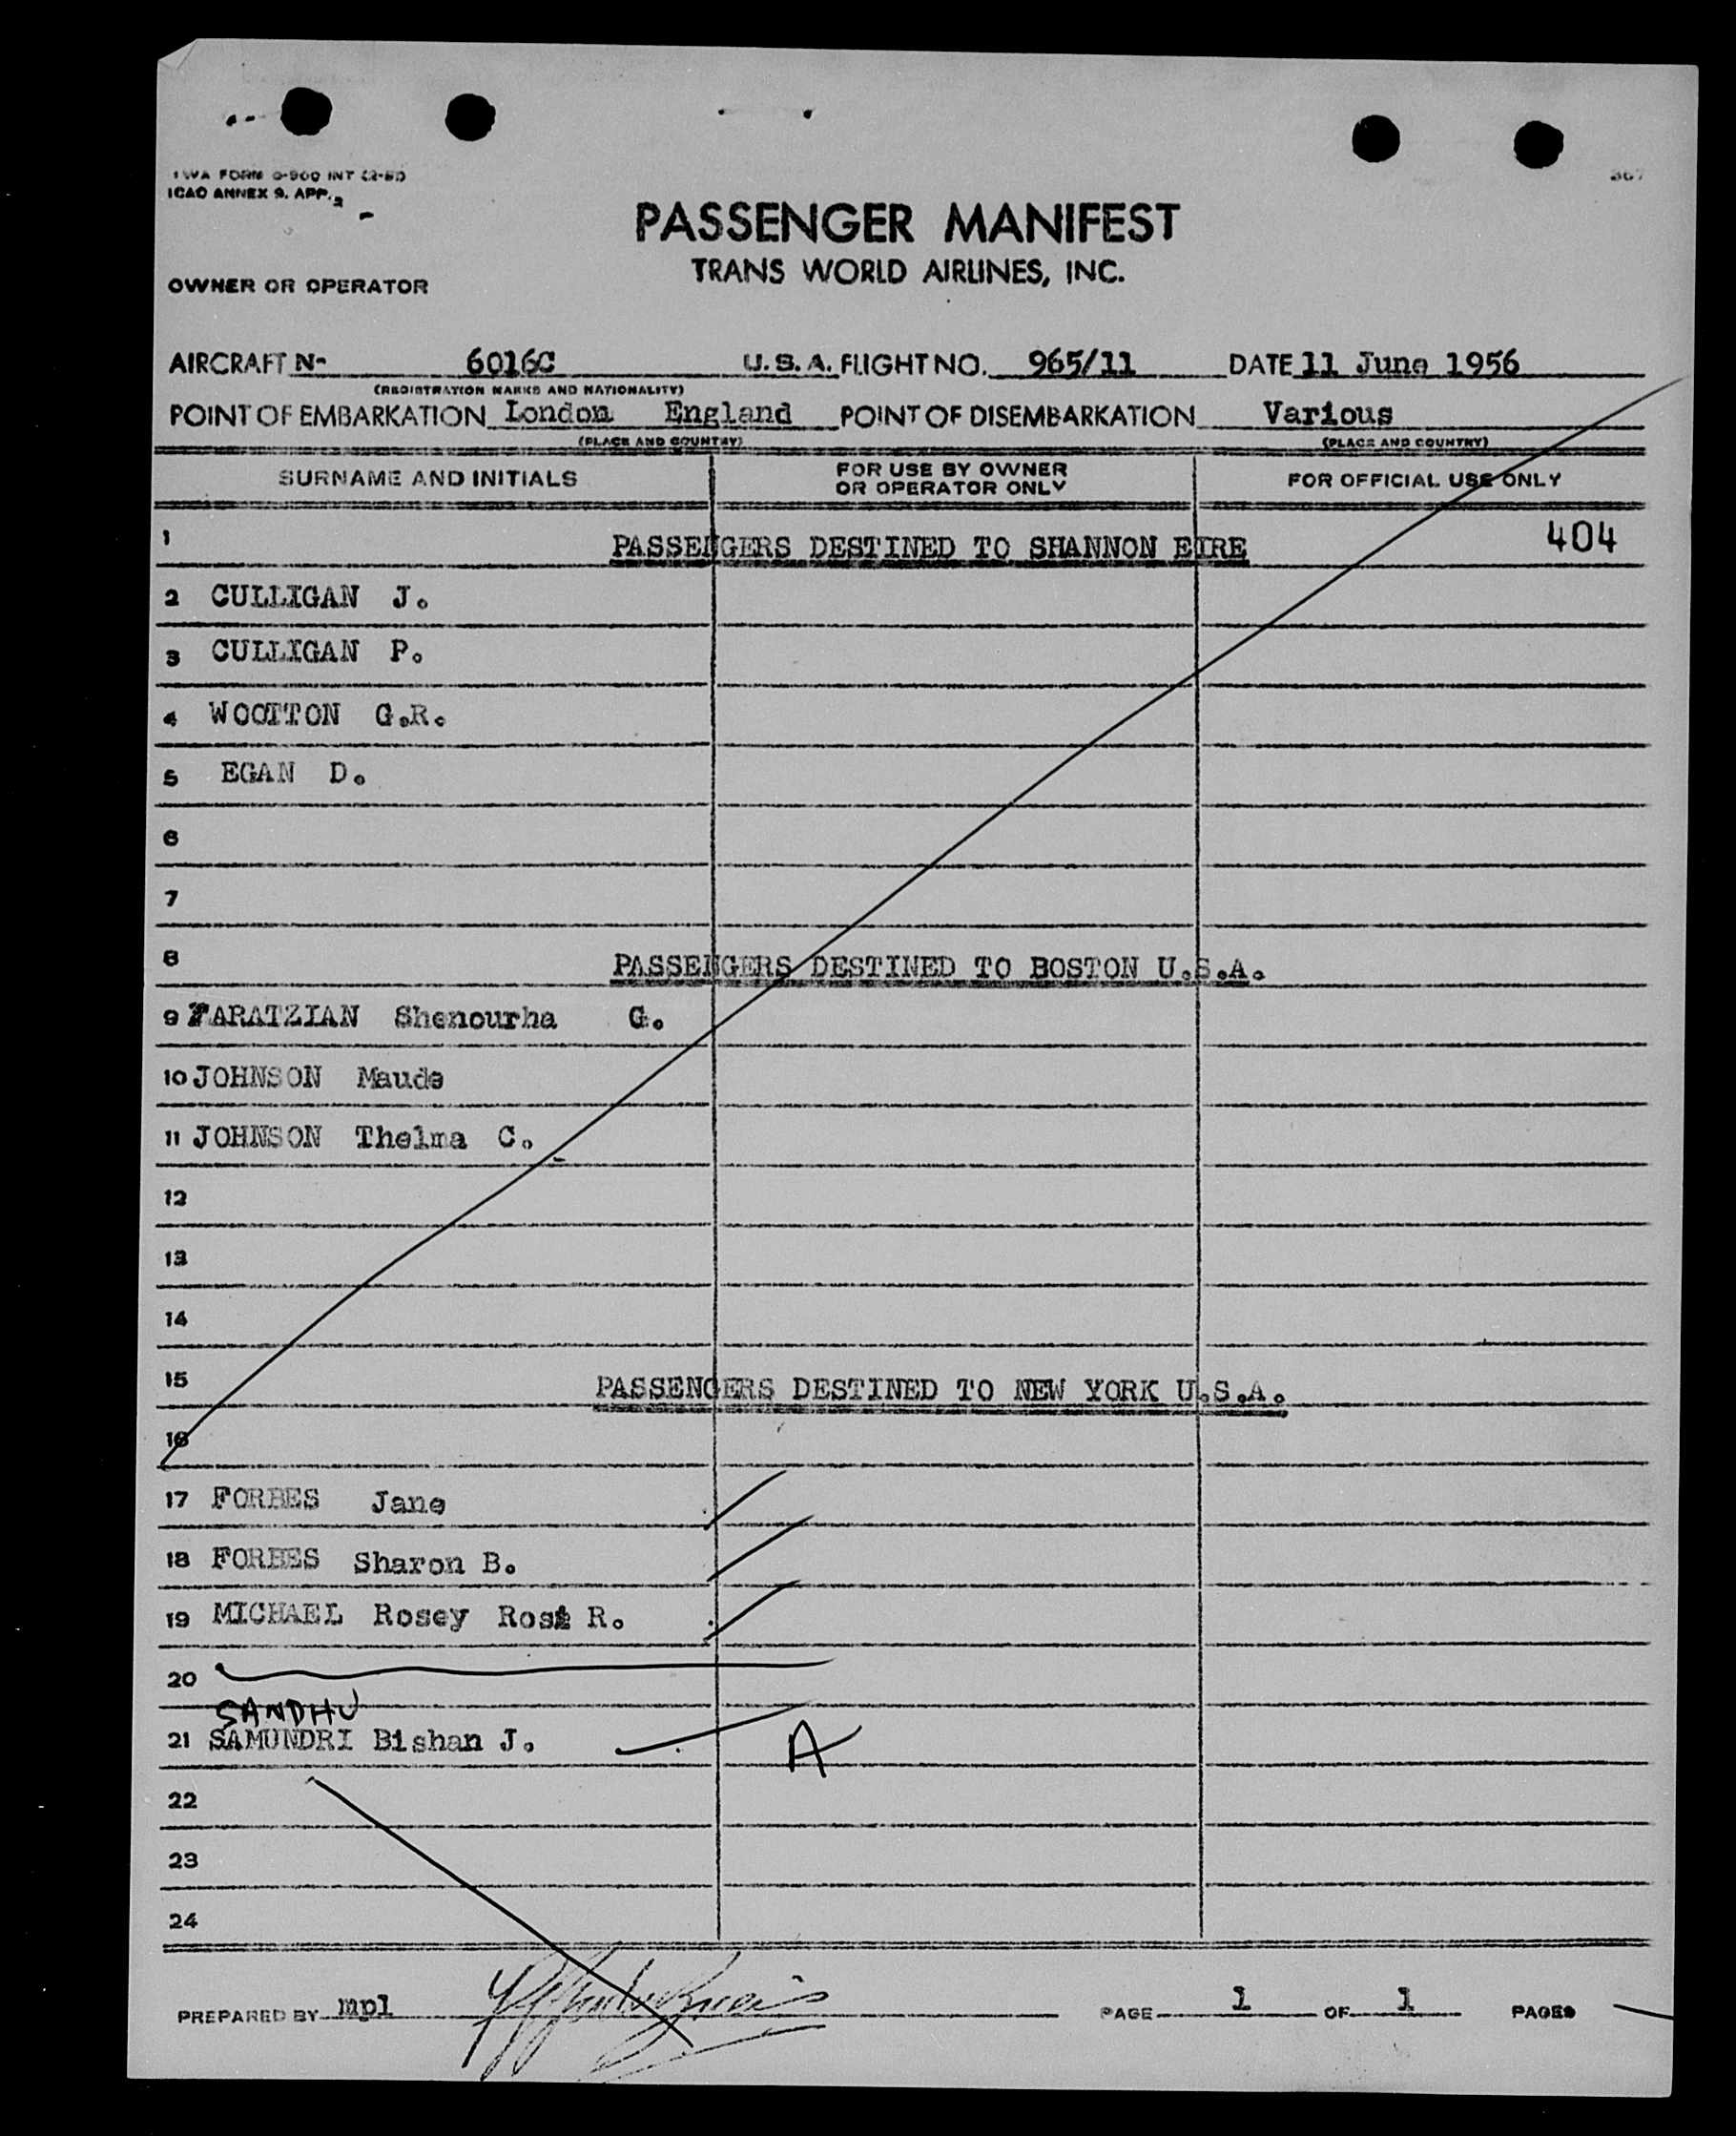 TWA FORM O-900 INT
ICAO ANNEX 9. APP. 2
367
PASSENGER MANIFEST
TRANS WORLD AIRLINES, INC.
OWNER OR OPERATOR
AIRCRAFT N- 6016C U.S.A. FLIGHT NO. 965/11 DATE 11 June 1956
(REGISTRATION MARKS AND NATIONALITY)
POINT OF EMBARKATION London England POINT OF DISEMBARKATION Various
(PLACE AND COUNTRY) (PLACE AND COUNTRY)
SURNAME AND INITIALS FOR USE BY OWNER OR OPERATOR ONLY FOR OFFICIAL USE ONLY
1 PASSENGERS DESTINED TO SHANNON EIRE 404
2 CULLIGAN J.
3 CULLIGAN P.
4 WOOTTON G.R.
5 EGAN D.
6
7
8 PASSENGERS DESTINED TO BOSTON U.S.A.
9 ARATZIAN Shenourha G.
10 JOHNSON Maude
11 JOHNSON Thelma C.
12
13
14
15 PASSENGERS DESTINED TO NEW YORK U.S.A.
16
17 FORBES Jane
18 FORBES Sharon B.
19 MICHAEL Rosey R.
20
SANDHU
21 SAMUNDRI Bishan J. A
22
23
24
PREPARED BY mpl PAGE 1 OF 1 PAGES